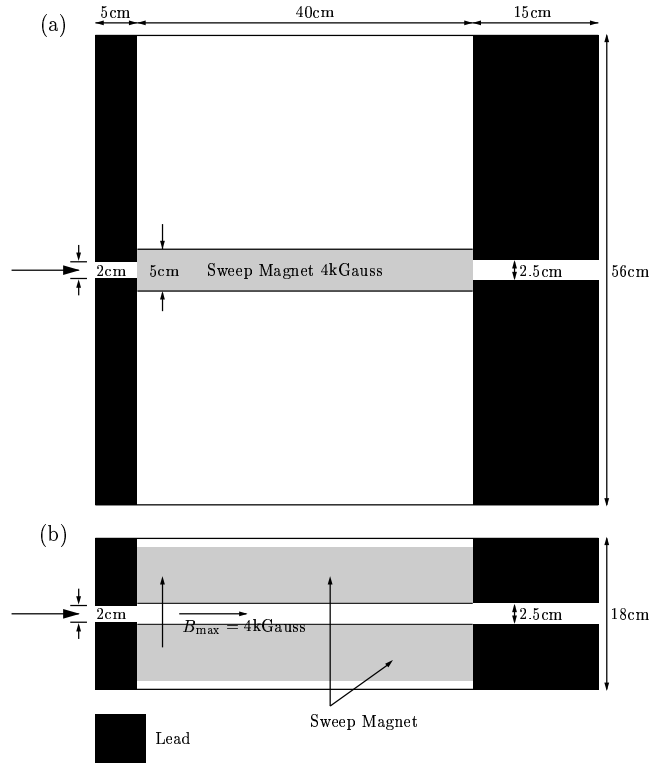 5cm 40cm 15cm
(a)
2cm 5cm Sweep Magnet 4kGauss 2.5cm 56cm
(b)
2cm 2.5cm 18cm
B_max = 4kGauss
Sweep Magnet
Lead